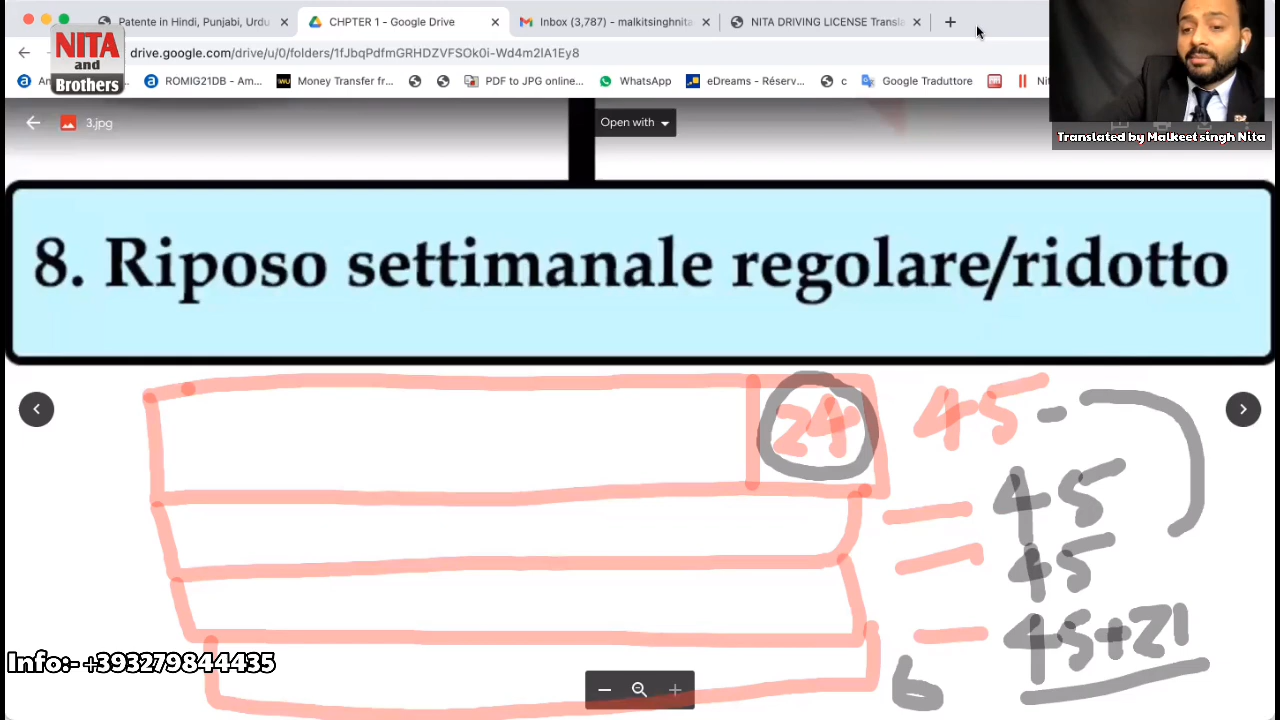 Patente in Hindi, Punjabi, Urdu
CHPTER 1 - Google Drive
Inbox (3,787) - malkitsinghnita
NITA DRIVING LICENSE Transla
NITA
and
Brothers
drive.google.com/drive/u/0/folders/1fJbqPdfmGRHDZVFSOk0i-Wd4m2IA1Ey8
ROMIG21DB - Am...
Money Transfer fr...
PDF to JPG online...
WhatsApp
eDreams - Réserv...
c
Google Traduttore
3.jpg
Open with
Translated by Malkeet singh Nita
8. Riposo settimanale regolare/ridotto
24 45 -
— 45
— 45
— 45+21
6
Info:- +393279844435